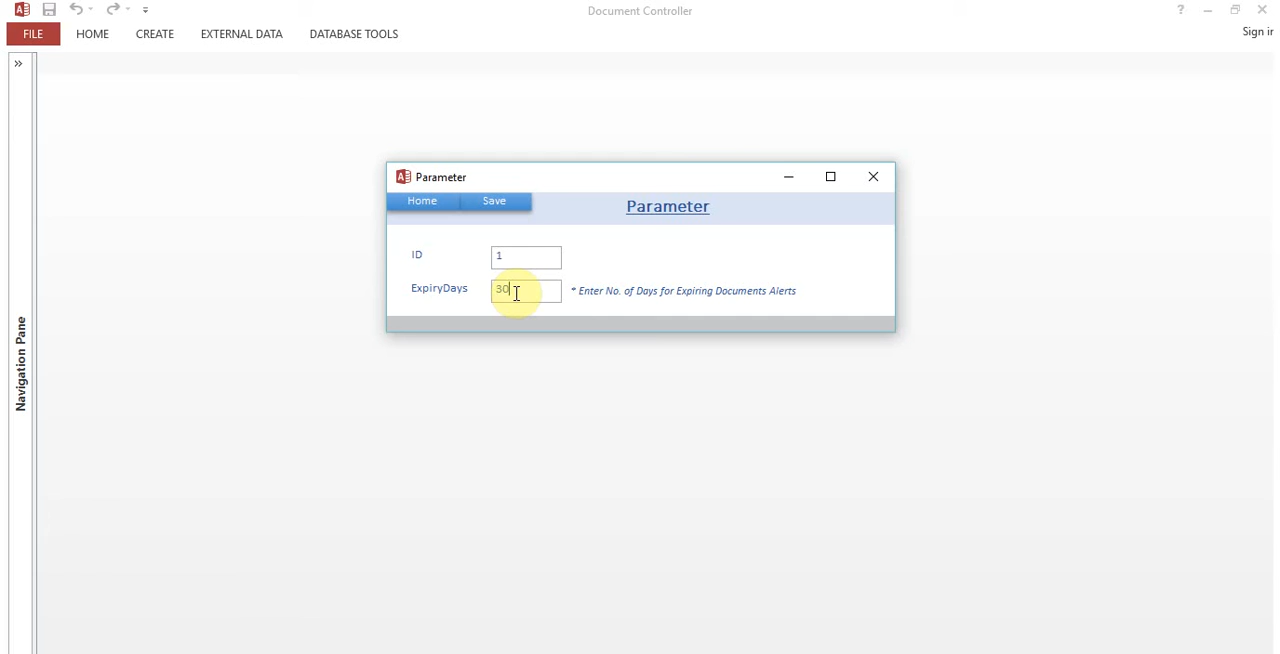 Document Controller
?
FILE HOME CREATE EXTERNAL DATA DATABASE TOOLS
Sign in
»
Parameter
Home Save Parameter
ID 1
ExpiryDays 30 * Enter No. of Days for Expiring Documents Alerts
Navigation Pane